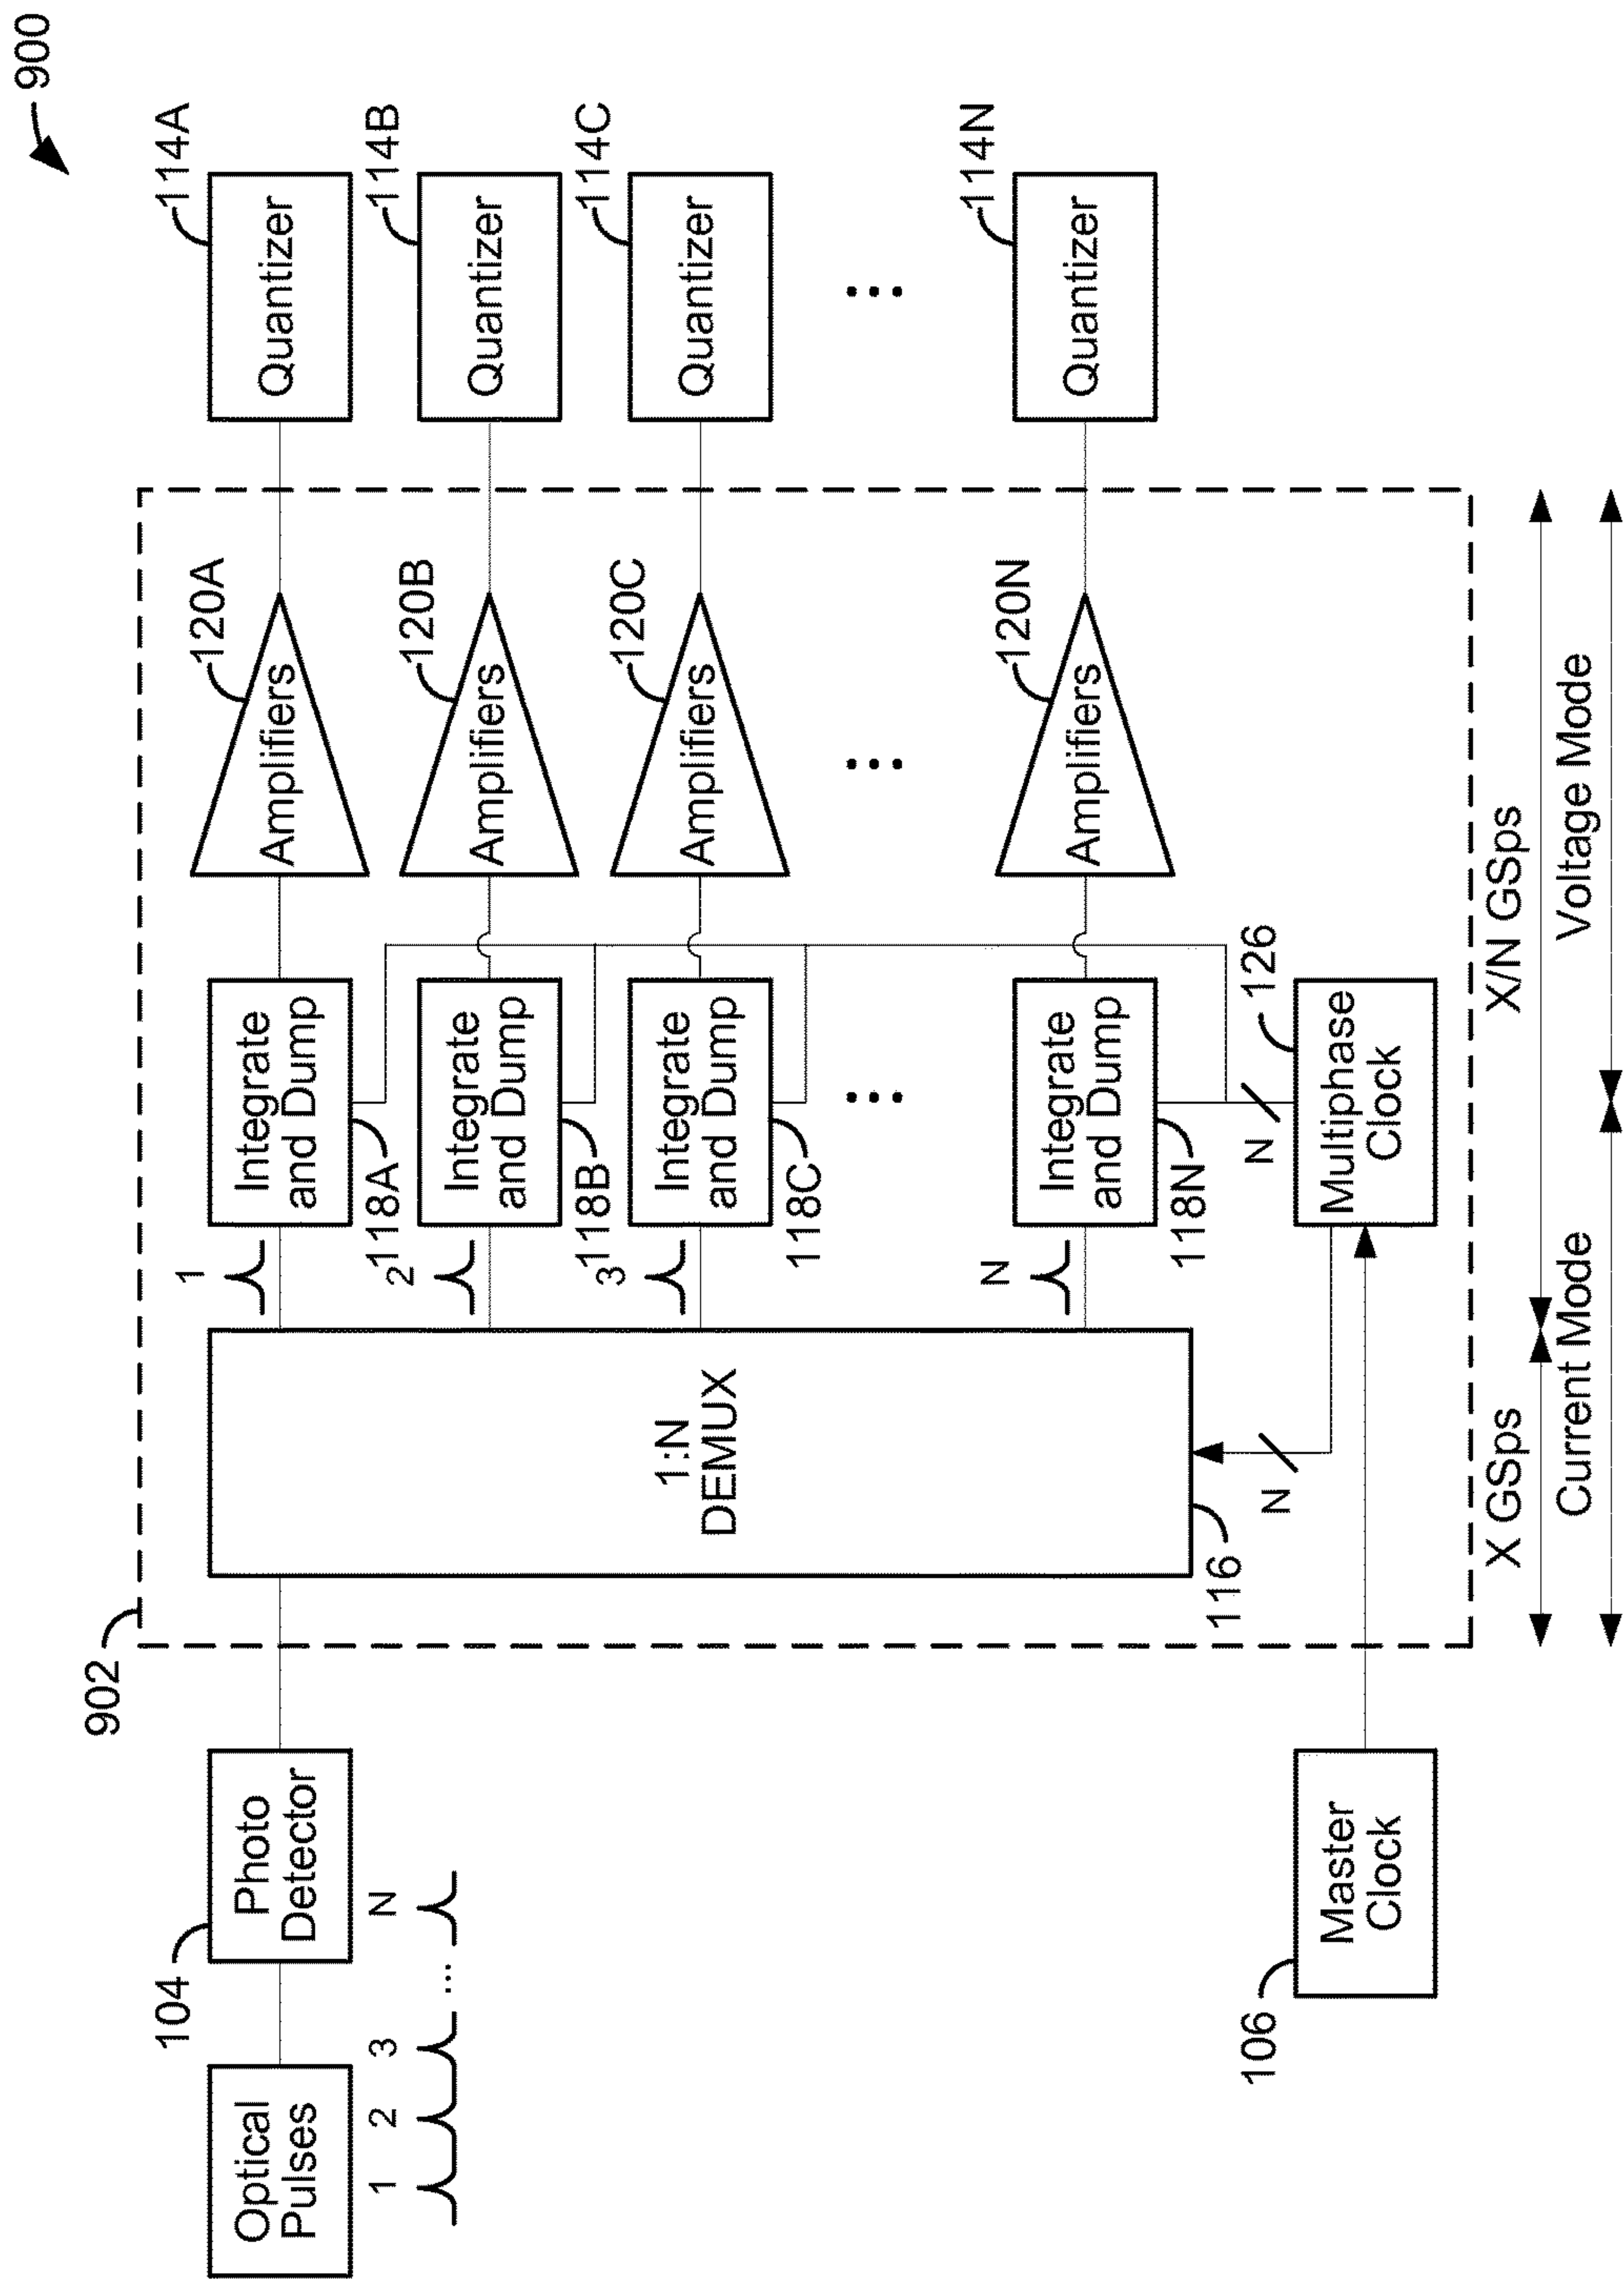 900
902
Optical
Pulses
1 2 3 ... N
104
Photo
Detector
106
Master
Clock
1:N
DEMUX
116
N
1
Integrate
and Dump
118A
120A
Amplifiers
114A
Quantizer
2
Integrate
and Dump
118B
120B
Amplifiers
114B
Quantizer
3
Integrate
and Dump
118C
120C
Amplifiers
114C
Quantizer
...
...
...
N
Integrate
and Dump
118N
120N
Amplifiers
114N
Quantizer
N
126
Multiphase
Clock
X GSps
X/N GSps
Current Mode
Voltage Mode